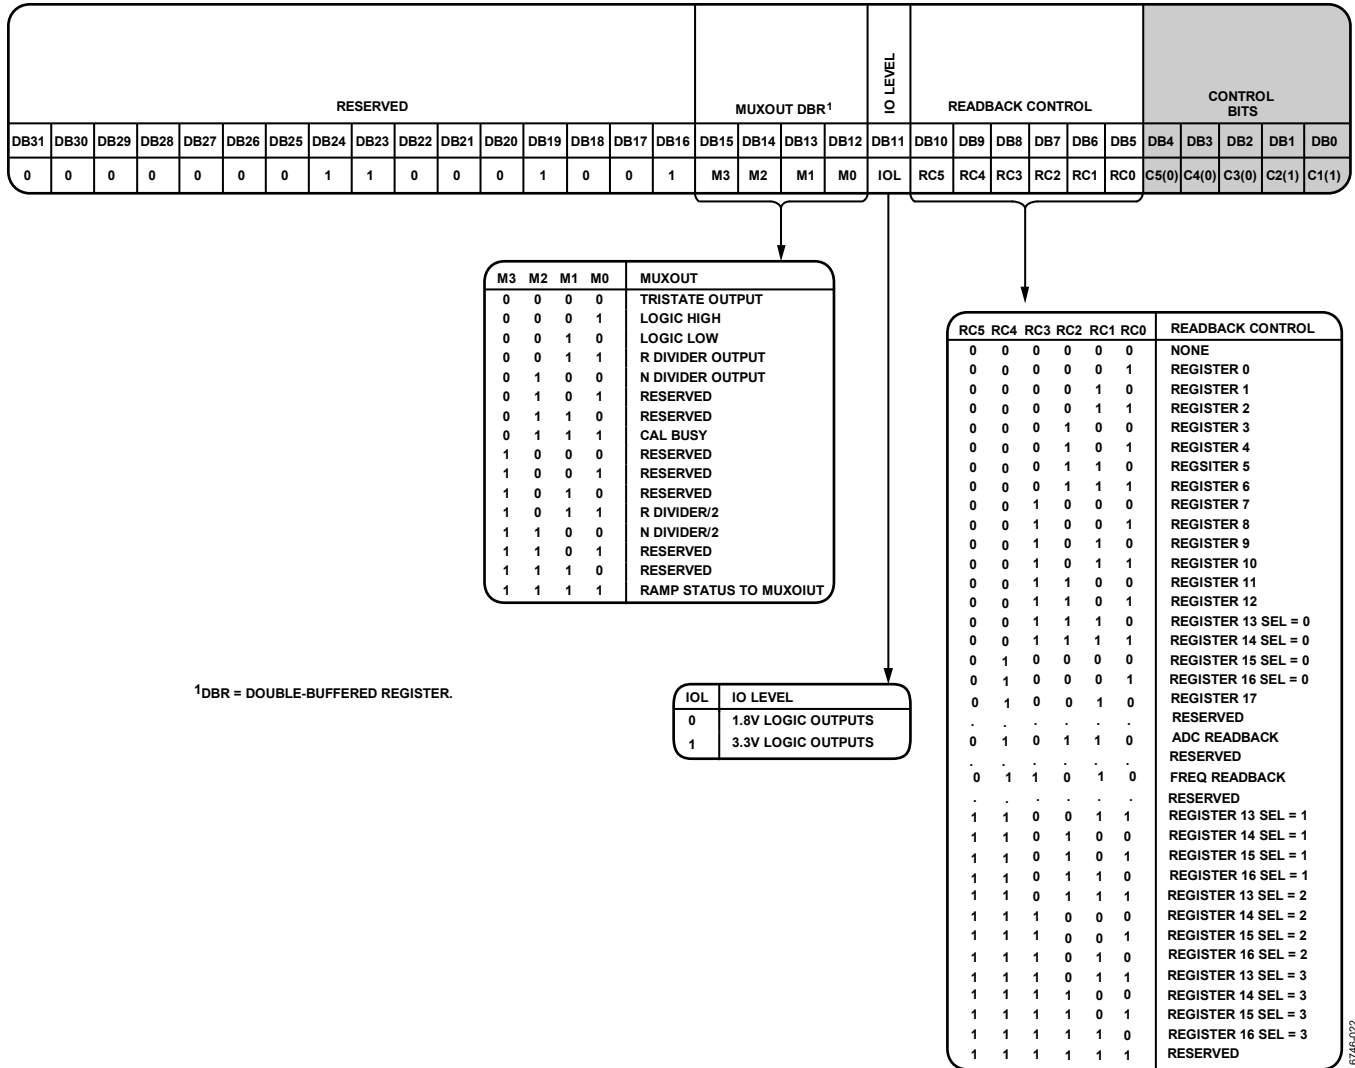 RESERVED MUXOUT DBR1 IO LEVEL READBACK CONTROL CONTROL BITS
DB31 DB30 DB29 DB28 DB27 DB26 DB25 DB24 DB23 DB22 DB21 DB20 DB19 DB18 DB17 DB16 DB15 DB14 DB13 DB12 DB11 DB10 DB9 DB8 DB7 DB6 DB5 DB4 DB3 DB2 DB1 DB0
0 0 0 0 0 0 0 1 1 0 0 0 1 0 0 1 M3 M2 M1 M0 IOL RC5 RC4 RC3 RC2 RC1 RC0 C5(0) C4(0) C3(0) C2(1) C1(1)
M3 M2 M1 M0 MUXOUT
0 0 0 0 TRISTATE OUTPUT
0 0 0 1 LOGIC HIGH
0 0 1 0 LOGIC LOW
0 0 1 1 R DIVIDER OUTPUT
0 1 0 0 N DIVIDER OUTPUT
0 1 0 1 RESERVED
0 1 1 0 RESERVED
0 1 1 1 CAL BUSY
1 0 0 0 RESERVED
1 0 0 1 RESERVED
1 0 1 0 RESERVED
1 0 1 1 R DIVIDER/2
1 1 0 0 N DIVIDER/2
1 1 0 1 RESERVED
1 1 1 0 RESERVED
1 1 1 1 RAMP STATUS TO MUXOIUT
RC5 RC4 RC3 RC2 RC1 RC0 READBACK CONTROL
0 0 0 0 0 0 NONE
0 0 0 0 0 1 REGISTER 0
0 0 0 0 1 0 REGISTER 1
0 0 0 0 1 1 REGISTER 2
0 0 0 1 0 0 REGISTER 3
0 0 0 1 0 1 REGISTER 4
0 0 0 1 1 0 REGSITER 5
0 0 0 1 1 1 REGISTER 6
0 0 1 0 0 0 REGISTER 7
0 0 1 0 0 1 REGISTER 8
0 0 1 0 1 0 REGISTER 9
0 0 1 0 1 1 REGISTER 10
0 0 1 1 0 0 REGISTER 11
0 0 1 1 0 1 REGISTER 12
0 0 1 1 1 0 REGISTER 13 SEL = 0
0 0 1 1 1 1 REGISTER 14 SEL = 0
0 1 0 0 0 0 REGISTER 15 SEL = 0
0 1 0 0 0 1 REGISTER 16 SEL = 0
0 1 0 0 1 0 REGISTER 17
. . . . . . RESERVED
0 1 0 1 1 0 ADC READBACK
. . . . . . RESERVED
0 1 1 0 1 0 FREQ READBACK
. . . . . . RESERVED
1 1 0 0 1 1 REGISTER 13 SEL = 1
1 1 0 1 0 0 REGISTER 14 SEL = 1
1 1 0 1 0 1 REGISTER 15 SEL = 1
1 1 0 1 1 0 REGISTER 16 SEL = 1
1 1 0 1 1 1 REGISTER 13 SEL = 2
1 1 1 0 0 0 REGISTER 14 SEL = 2
1 1 1 0 0 1 REGISTER 15 SEL = 2
1 1 1 0 1 0 REGISTER 16 SEL = 2
1 1 1 0 1 1 REGISTER 13 SEL = 3
1 1 1 1 0 0 REGISTER 14 SEL = 3
1 1 1 1 0 1 REGISTER 15 SEL = 3
1 1 1 1 1 0 REGISTER 16 SEL = 3
1 1 1 1 1 1 RESERVED
IOL IO LEVEL
0 1.8V LOGIC OUTPUTS
1 3.3V LOGIC OUTPUTS
1DBR = DOUBLE-BUFFERED REGISTER.
6746-022